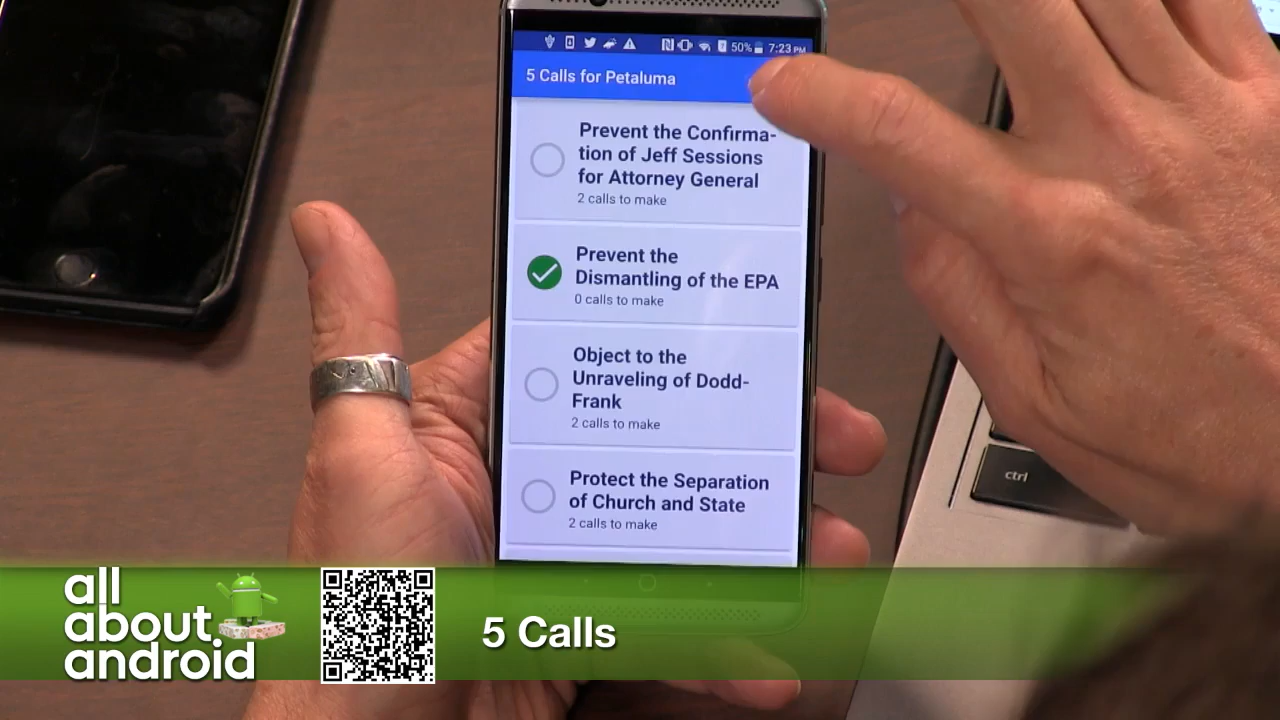 50% 7:23 PM
5 Calls for Petaluma
Prevent the Confirma-
tion of Jeff Sessions
for Attorney General
2 calls to make
Prevent the
Dismantling of the EPA
0 calls to make
Object to the
Unraveling of Dodd-
Frank
2 calls to make
Protect the Separation
of Church and State
2 calls to make
ctrl
all
about
android
5 Calls